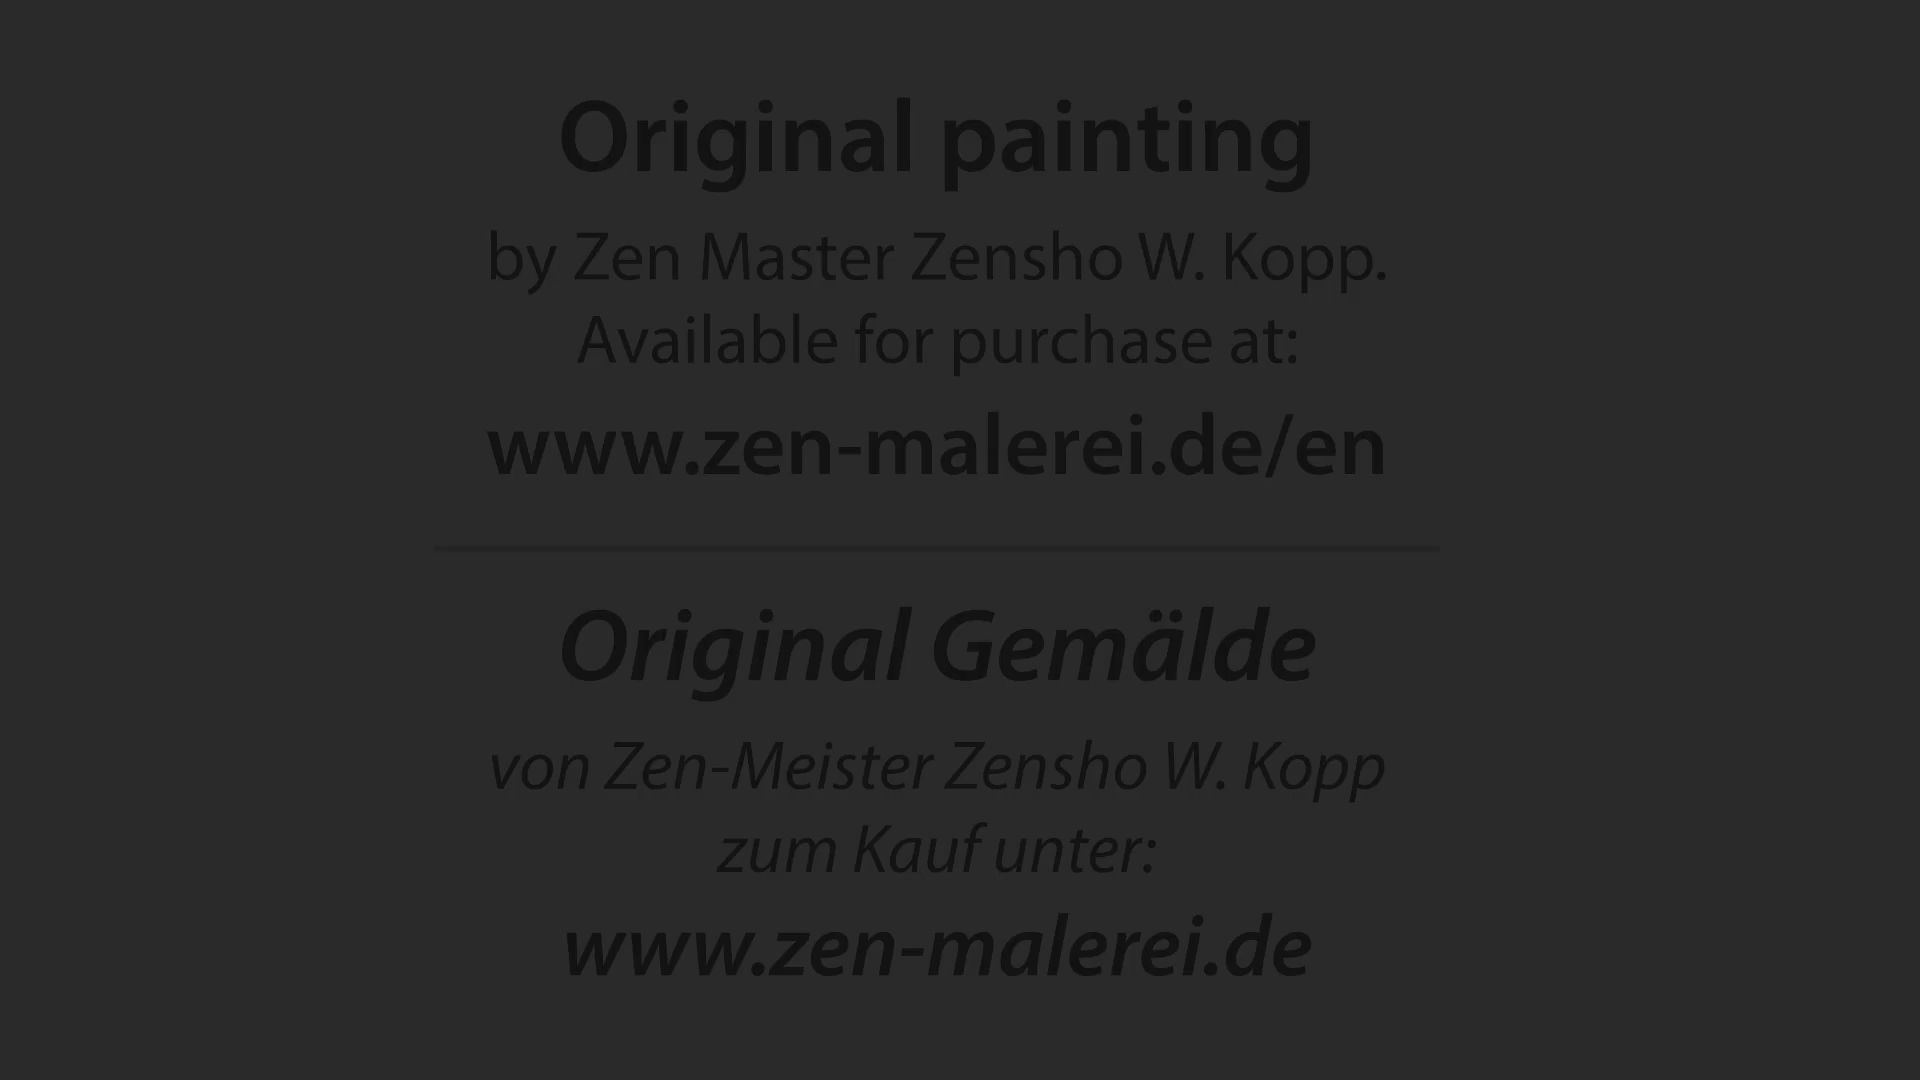 Original painting
by Zen Master Zensho W. Kopp.
Available for purchase at:
www.zen-malerei.de/en
Original Gemälde
von Zen-Meister Zensho W. Kopp
zum Kauf unter:
www.zen-malerei.de